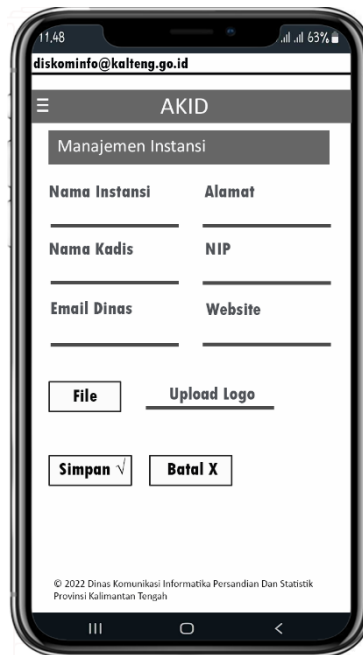 11.48 63%
diskominfo@kalteng.go.id
AKID
Manajemen Instansi
Nama Instansi Alamat
Nama Kadis NIP
Email Dinas Website
File Upload Logo
Simpan √ Batal X
© 2022 Dinas Komunikasi Informatika Persandian Dan Statistik
Provinsi Kalimantan Tengah